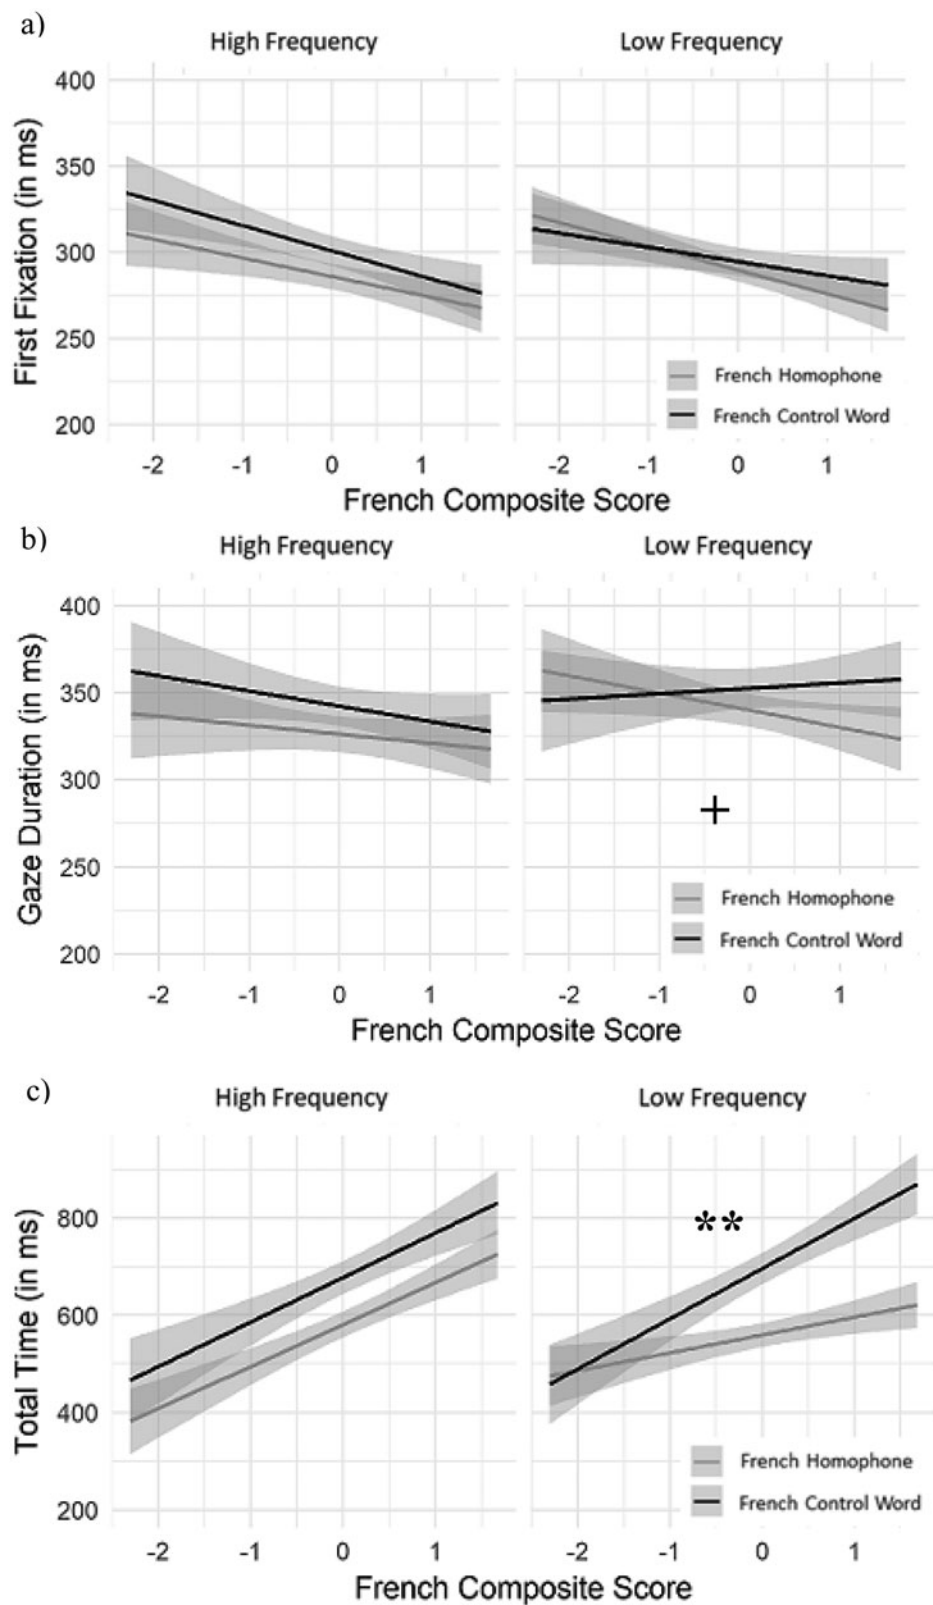 a)
High Frequency Low Frequency
First Fixation (in ms)
400
350
300
250
200
French Homophone
French Control Word
-2 -1 0 1 -2 -1 0 1
French Composite Score
b)
High Frequency Low Frequency
Gaze Duration (in ms)
400
350
300
250
200
+
French Homophone
French Control Word
-2 -1 0 1 -2 -1 0 1
French Composite Score
c)
High Frequency Low Frequency
Total Time (in ms)
800
600
400
200
**
French Homophone
French Control Word
-2 -1 0 1 -2 -1 0 1
French Composite Score